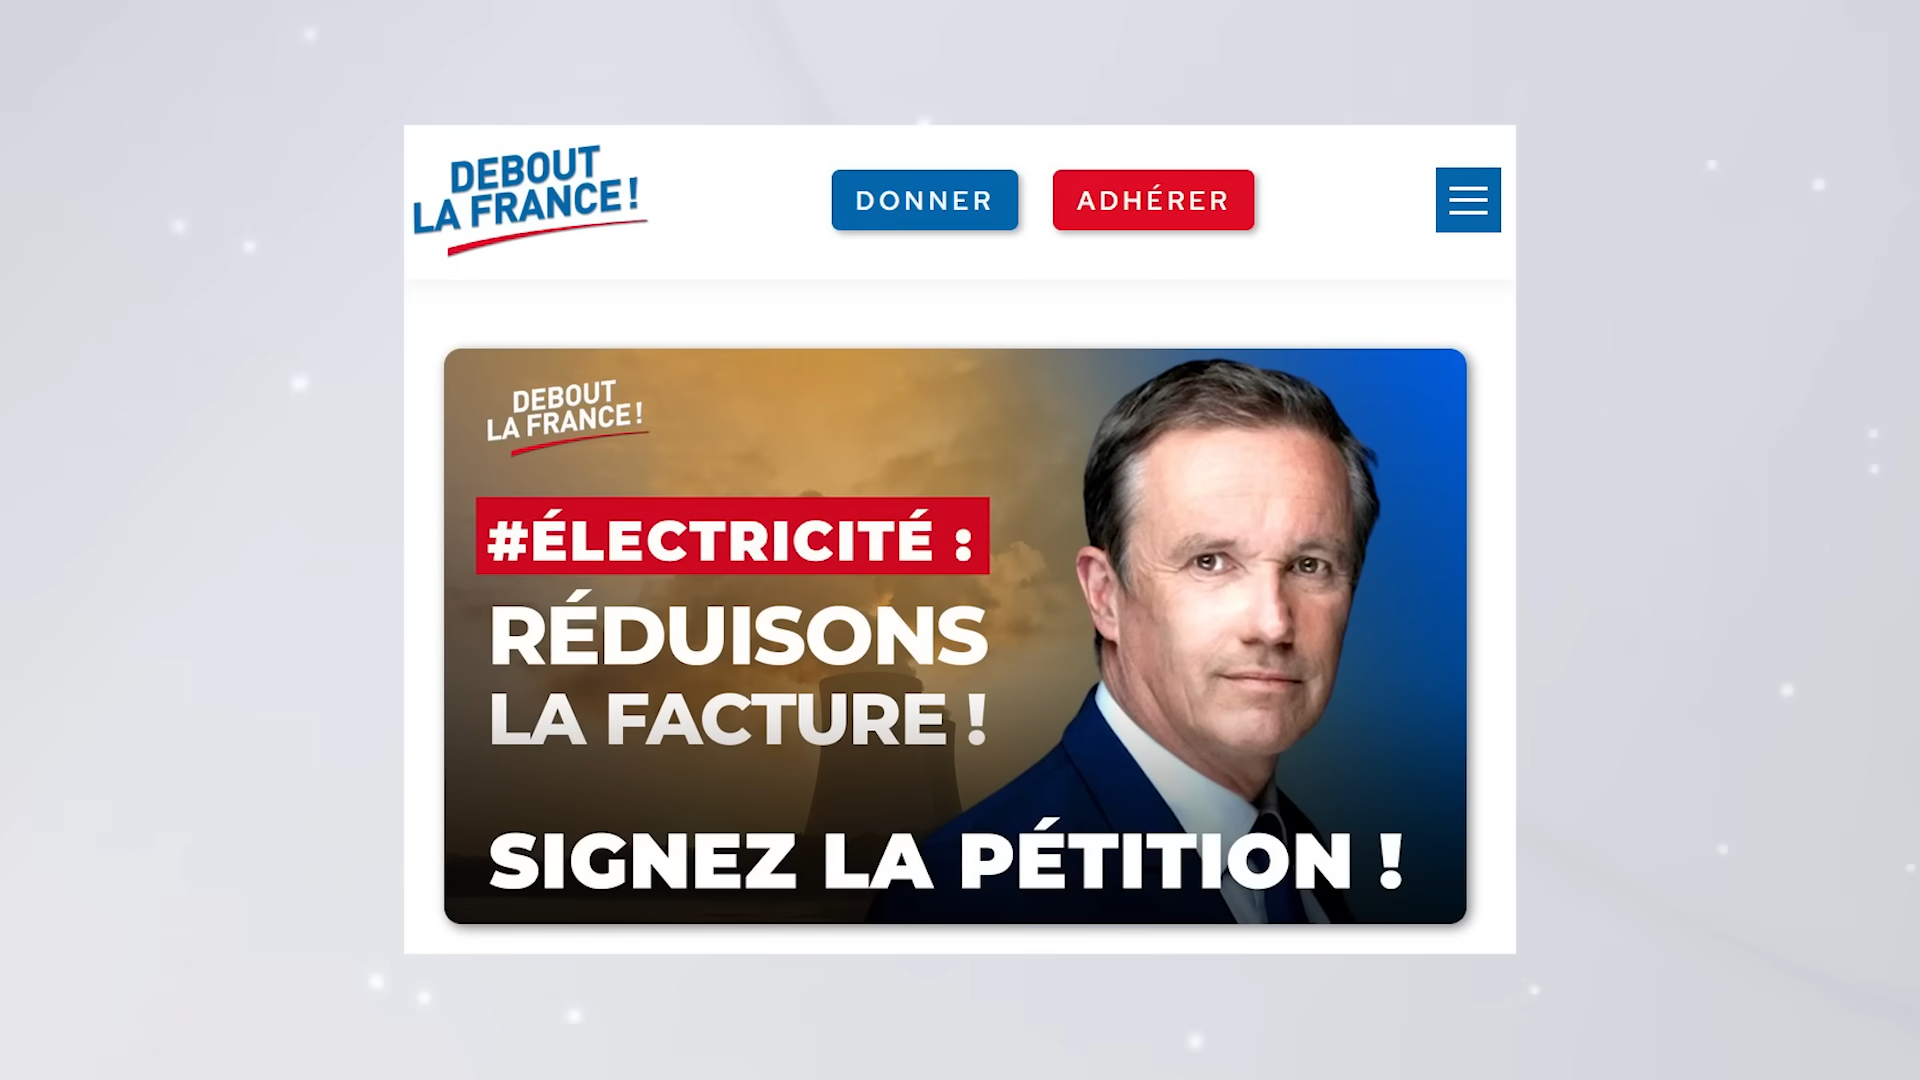 DEBOUT
LA FRANCE !
DONNER
ADHÉRER
DEBOUT
LA FRANCE !
#ÉLECTRICITÉ :
RÉDUISONS
LA FACTURE !
SIGNEZ LA PÉTITION !